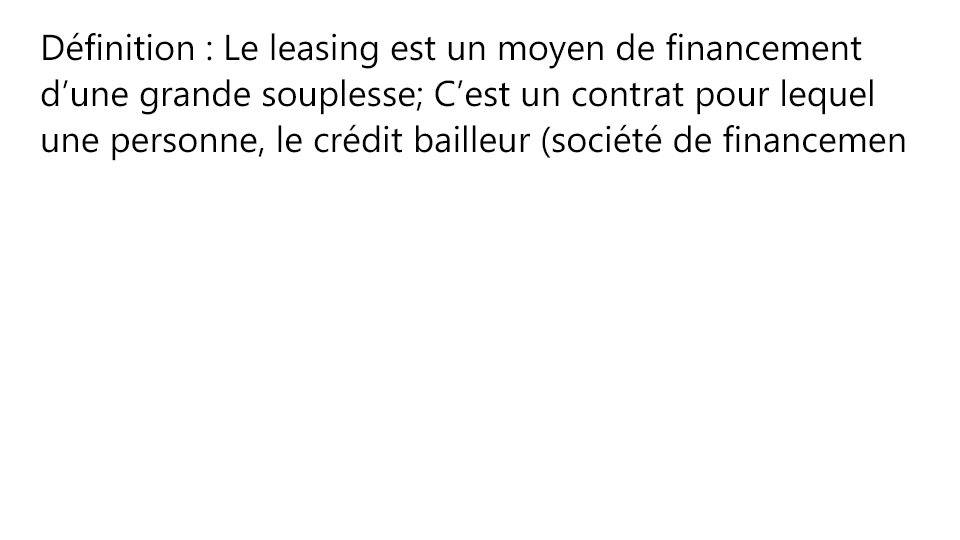 Définition : Le leasing est un moyen de financement
d’une grande souplesse; C’est un contrat pour lequel
une personne, le crédit bailleur (société de financemen